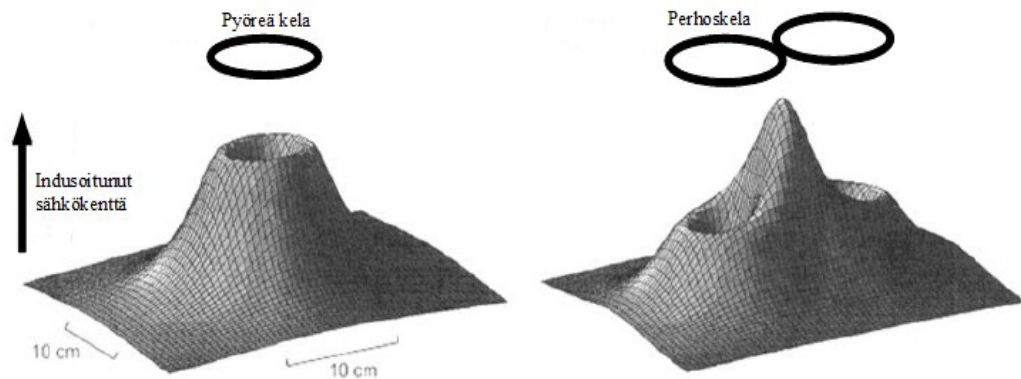 Pyöreä kela
Perhoskela
Indusoitunut
sähkökenttä
10 cm
10 cm